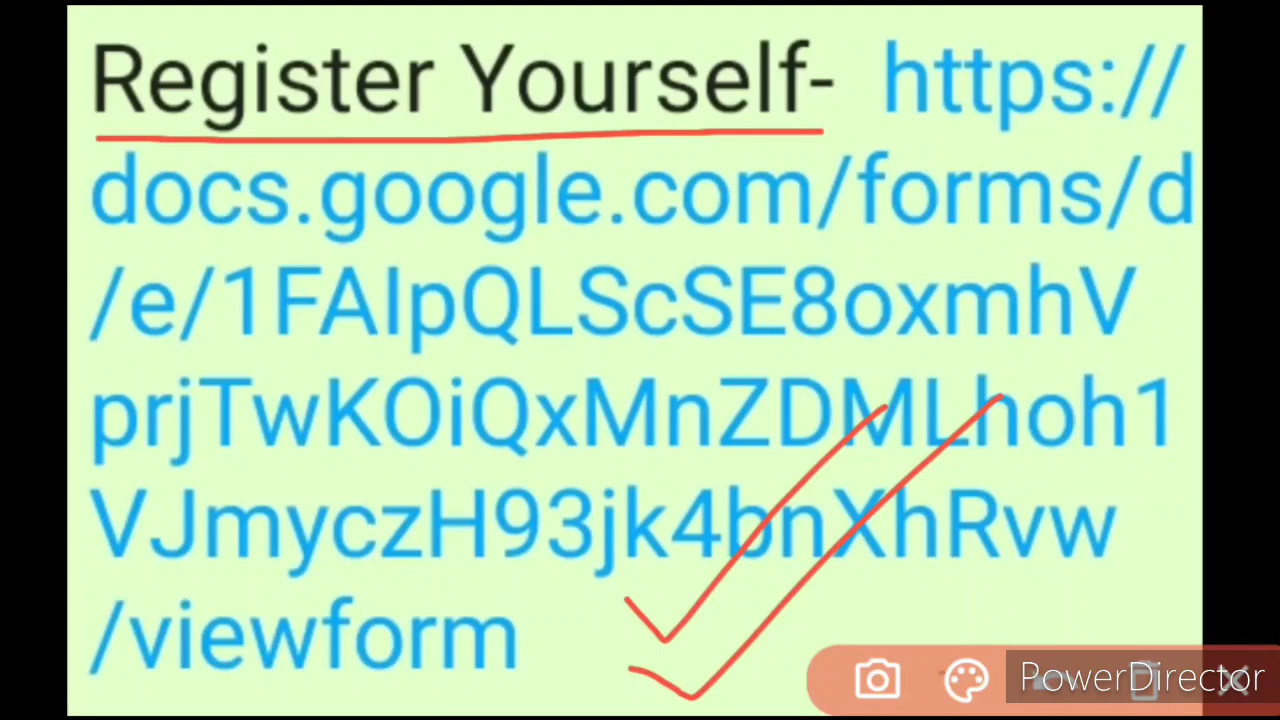 Register Yourself- https://
docs.google.com/forms/d
/e/1FAIpQLScSE8oxmhV
prjTwKOiQxMnZDMLhoh1
VJmyczH93jk4bnXhRvw
/viewform
PowerDirector